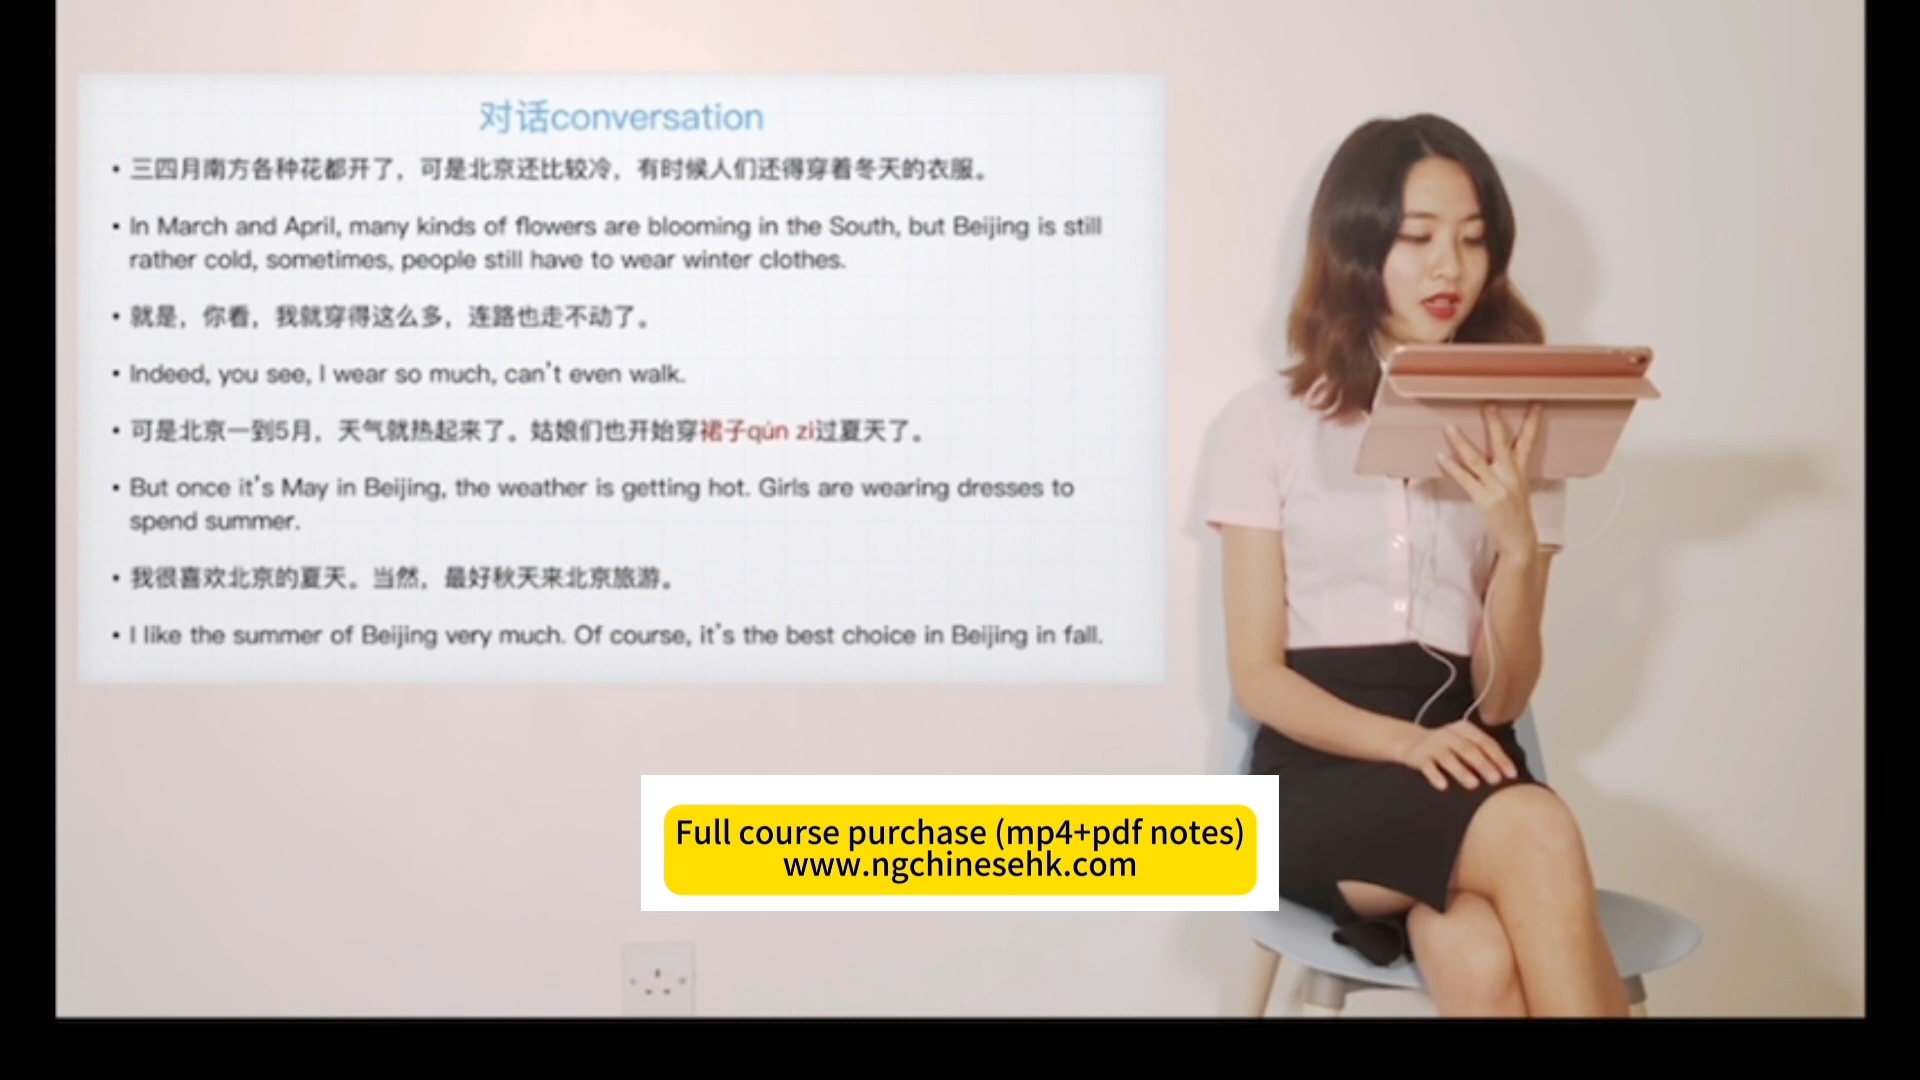 对话conversation
• 三四月南方各种花都开了，可是北京还比较冷，有时候人们还得穿着冬天的衣服。
• In March and April, many kinds of flowers are blooming in the South, but Beijing is still
rather cold, sometimes, people still have to wear winter clothes.
• 就是，你看，我就穿得这么多，连路也走不动了。
• Indeed, you see, I wear so much, can't even walk.
• 可是北京一到5月，天气就热起来了。姑娘们也开始穿裙子qún zi过夏天了。
• But once it's May in Beijing, the weather is getting hot. Girls are wearing dresses to
spend summer.
• 我很喜欢北京的夏天。当然，最好秋天来北京旅游。
• I like the summer of Beijing very much. Of course, it's the best choice in Beijing in fall.
Full course purchase (mp4+pdf notes)
www.ngchinesehk.com